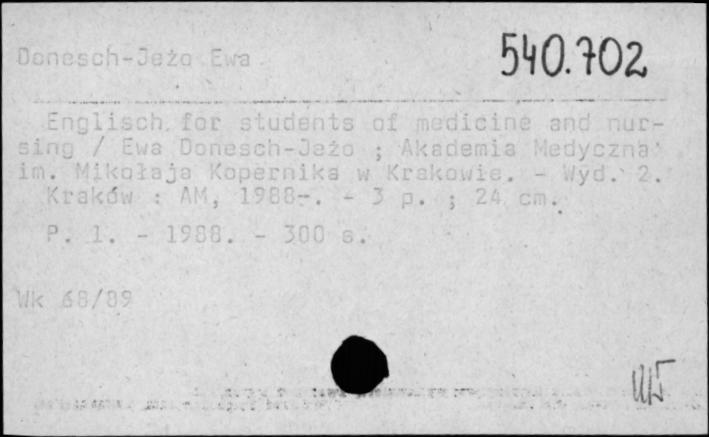 540.702
Donesch-Jeżo Ewa
Englisch for students of medicine and nur-
sing / Ewa Donesch-Jeżo ; Akademia Medyczna
im. Mikołaja Kopernika w Krakowie. - Wyd. 2.
Kraków : AM, 1988-. - 3 p. ; 24 cm.
P. 1. - 1988. - 300 s.
Wk 68/89